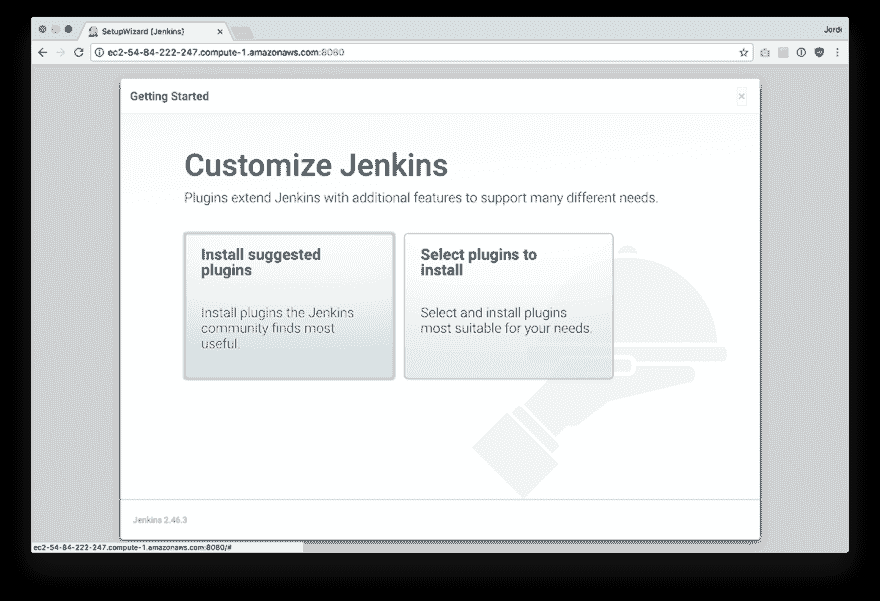 SetupWizard [Jenkins]
Jordi
ec2-54-84-222-247.compute-1.amazonaws.com:8080
Getting Started
Customize Jenkins
Plugins extend Jenkins with additional features to support many different needs.
Install suggested
plugins
Install plugins the Jenkins
community finds most
useful.
Select plugins to
install
Select and install plugins
most suitable for your needs.
Jenkins 2.46.3
ec2-54-84-222-247.compute-1.amazonaws.com:8080/#